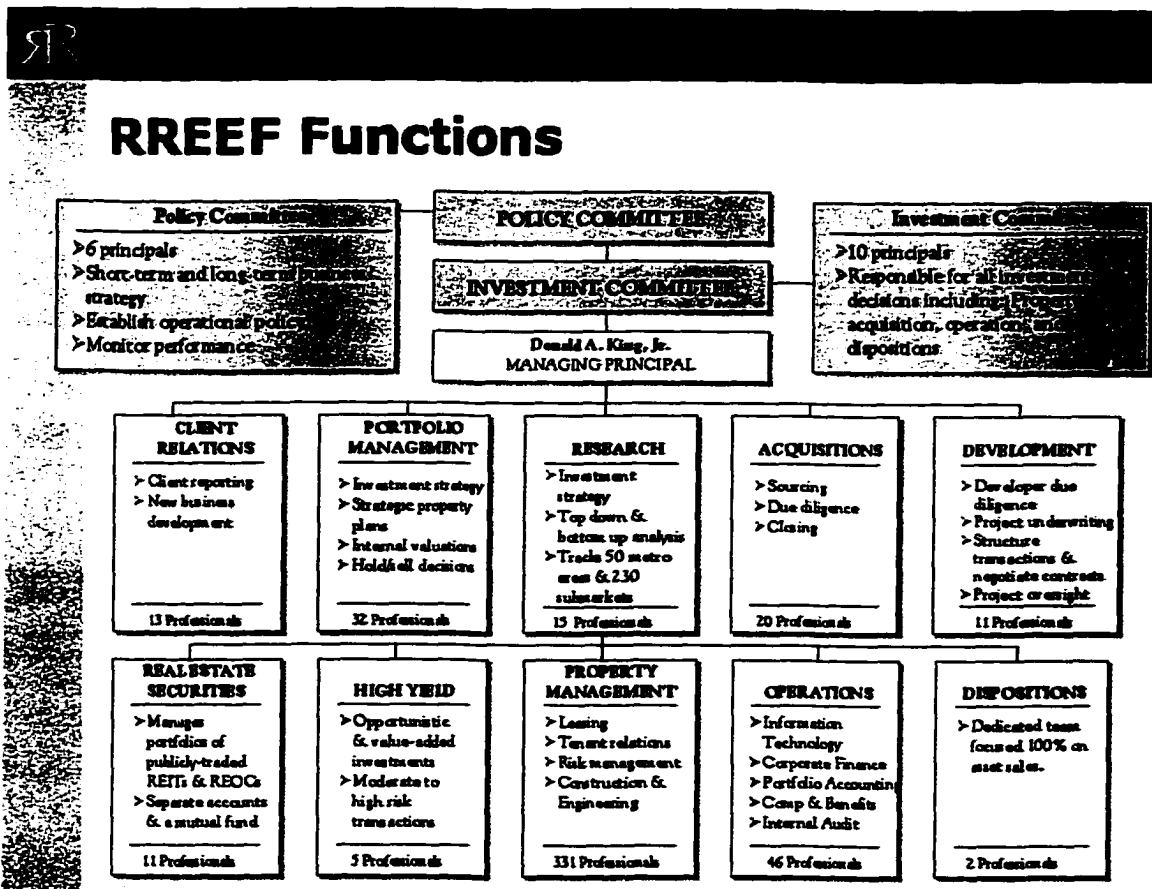 RR
RREEF Functions
Policy
➢6 principals
➢Short-term and long-term business
strategy
➢Establish operational policy
➢Monitor performance
POLICY COMMITTEE
INVESTMENT COMMITTEE
Donald A. King, Jr.
MANAGING PRINCIPAL
Investment
➢10 principals
➢Responsible for all investment
decisions including: Property
acquisition, operations and
dispositions
CLIENT
RELATIONS
➢Client reporting
➢New business
development
13 Professionals
PORTFOLIO
MANAGEMENT
➢Investment strategy
➢Strategic property
plans
➢Internal valuations
➢Hold/sell decisions
32 Professionals
RESEARCH
➢Investment
strategy
➢Top down &
bottom up analysis
➢Tracks 50 metro
areas & 230
submarkets
15 Professionals
ACQUISITIONS
➢Sourcing
➢Due diligence
➢Closing
20 Professionals
DEVELOPMENT
➢Developer due
diligence
➢Project underwriting
➢Structure
transactions &
negotiate contracts
➢Project oversight
11 Professionals
REAL ESTATE
SECURITIES
➢Manages
portfolios of
publicly-traded
REITs & REOCs
➢Separate accounts
& a mutual fund
11 Professionals
HIGH YIELD
➢Opportunistic
& value-added
investments
➢Moderate to
high risk
transactions
5 Professionals
PROPERTY
MANAGEMENT
➢Leasing
➢Tenant relations
➢Risk management
➢Construction &
Engineering
331 Professionals
OPERATIONS
➢Information
Technology
➢Corporate Finance
➢Portfolio Accounting
➢Comp & Benefits
➢Internal Audit
46 Professionals
DISPOSITIONS
➢Dedicated team
focused 100% on
asset sales.
2 Professionals